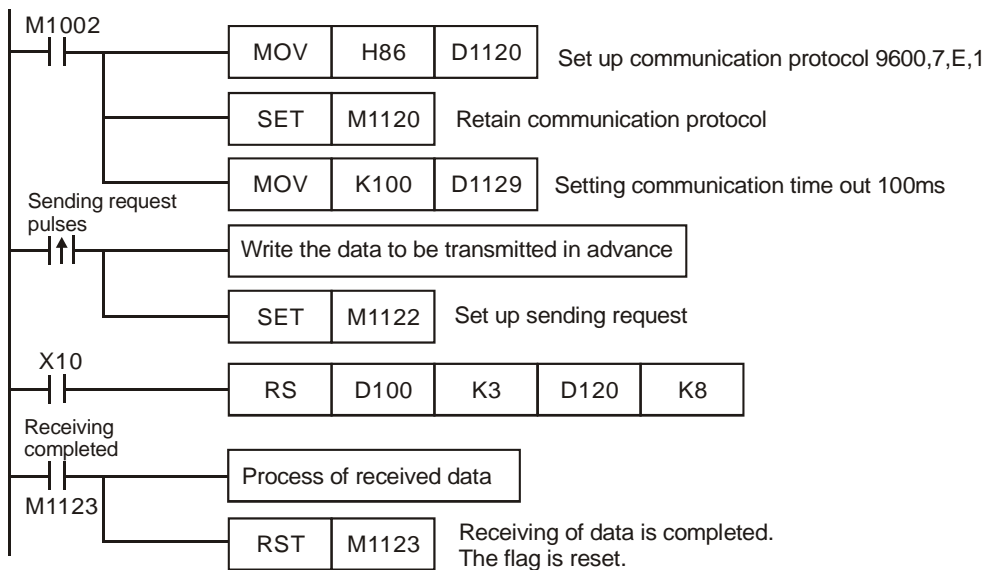 M1002
MOV H86 D1120 Set up communication protocol 9600,7,E,1
SET M1120 Retain communication protocol
MOV K100 D1129 Setting communication time out 100ms
Sending request
pulses
Write the data to be transmitted in advance
SET M1122 Set up sending request
X10
RS D100 K3 D120 K8
Receiving
completed
Process of received data
M1123
RST M1123 Receiving of data is completed.
The flag is reset.